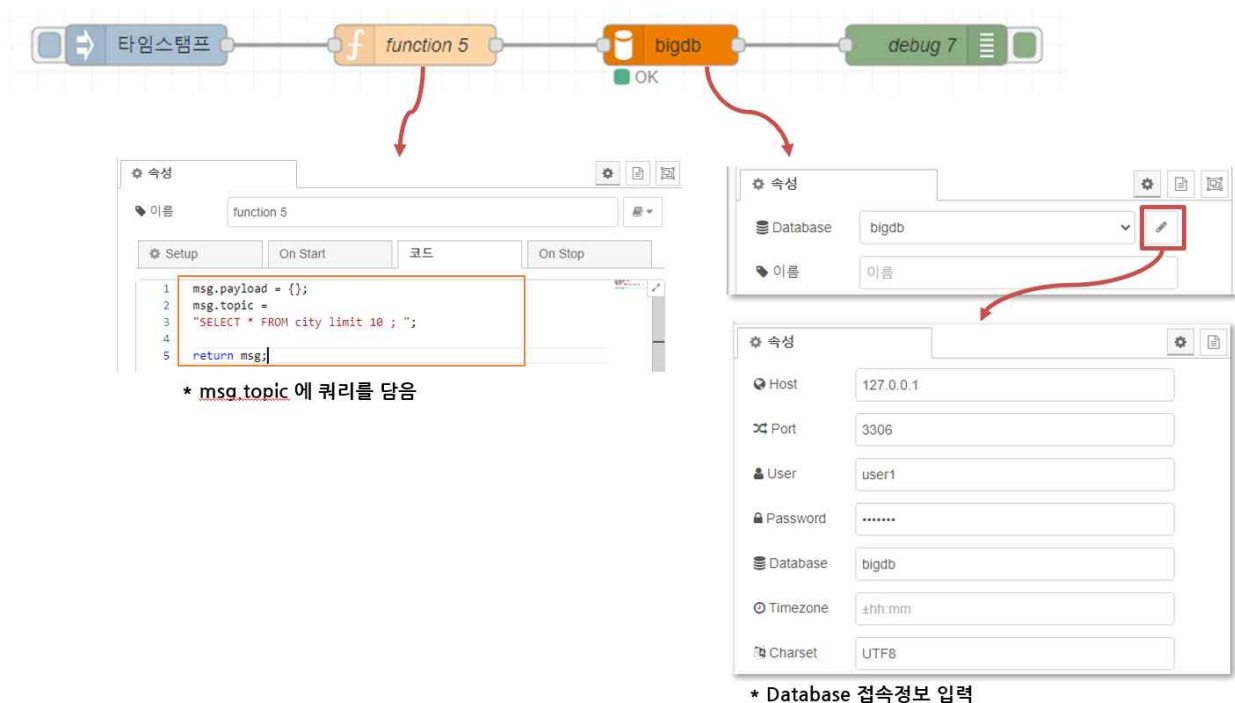 타임스탬프
function 5
bigdb
debug 7
OK
속성
이름 function 5
Setup On Start 코드 On Stop
1 msg.payload = {};
2 msg.topic =
3 "SELECT * FROM city limit 10 ; ";
4
5 return msg;
* msg.topic 에 쿼리를 담음
속성
Database bigdb
이름 이름
속성
Host 127.0.0.1
Port 3306
User user1
Password •••••••
Database bigdb
Timezone ±hh:mm
Charset UTF8
* Database 접속정보 입력